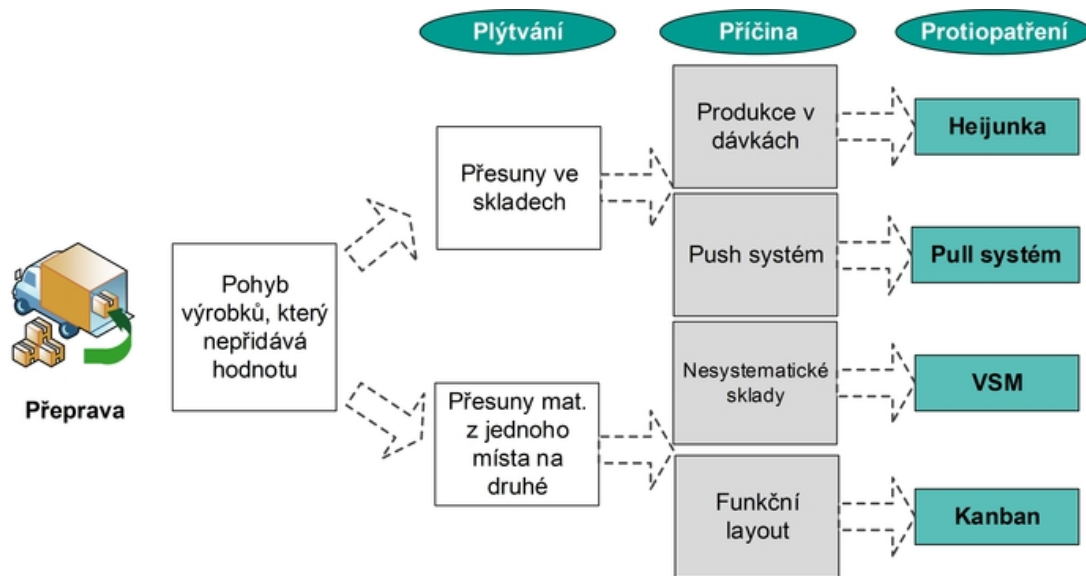 Plýtvání
Příčina
Protiopatření
Produkce v
dávkách
Heijunka
Přesuny ve
skladech
Push systém
Pull systém
Pohyb
výrobků, který
nepřidává
hodnotu
Přeprava
Nesystematické
sklady
VSM
Přesuny mat.
z jednoho
místa na
druhé
Funkční
layout
Kanban